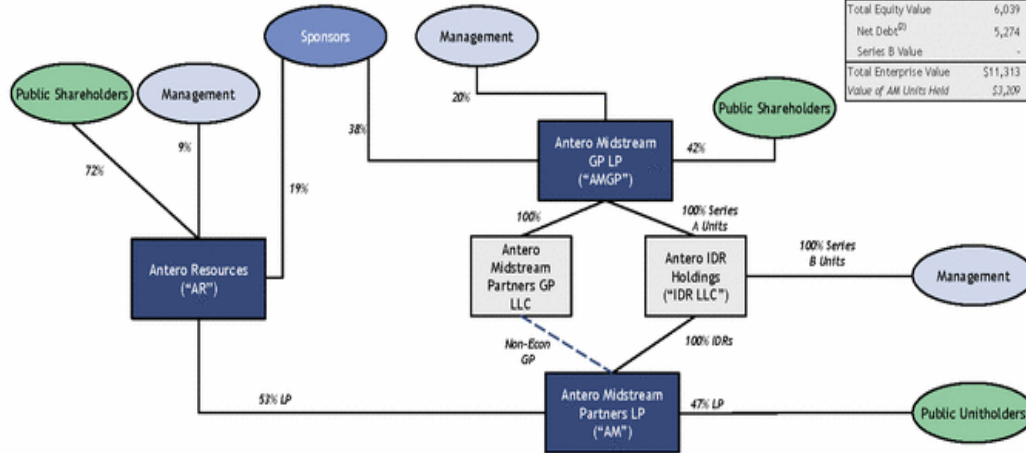 Total Equity Value 6,039
Net Debt(2) 5,274
Series B Value -
Total Enterprise Value $11,313
Value of AM Units Held $3,209
Sponsors
Management
Public Shareholders
Management
Public Shareholders
20%
9%
38%
72%
19%
42%
Antero Midstream
GP LP
("AMGP")
100%
100% Series
A Units
Antero Resources
("AR")
Antero
Midstream
Partners GP
LLC
Antero IDR
Holdings
("IDR LLC")
100% Series
B Units
Management
Non-Econ
GP
100% IDRs
53% LP
Antero Midstream
Partners LP
("AM")
47% LP
Public Unitholders